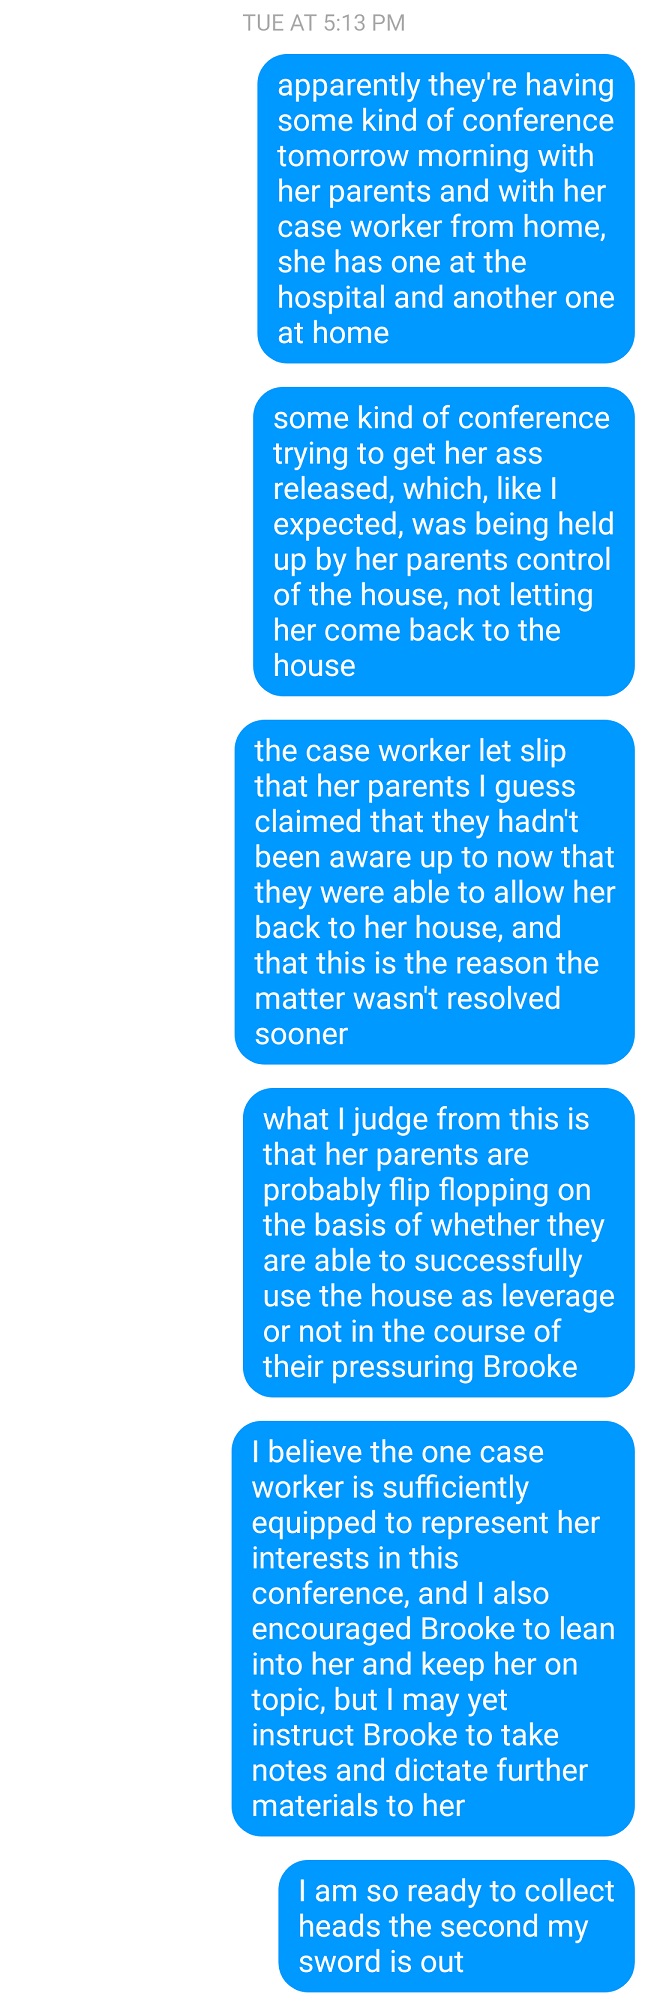 TUE AT 5:13 PM
apparently they're having
some kind of conference
tomorrow morning with
her parents and with her
case worker from home,
she has one at the
hospital and another one
at home
some kind of conference
trying to get her ass
released, which, like I
expected, was being held
up by her parents control
of the house, not letting
her come back to the
house
the case worker let slip
that her parents I guess
claimed that they hadn't
been aware up to now that
they were able to allow her
back to her house, and
that this is the reason the
matter wasn't resolved
sooner
what I judge from this is
that her parents are
probably flip flopping on
the basis of whether they
are able to successfully
use the house as leverage
or not in the course of
their pressuring Brooke
I believe the one case
worker is sufficiently
equipped to represent her
interests in this
conference, and I also
encouraged Brooke to lean
into her and keep her on
topic, but I may yet
instruct Brooke to take
notes and dictate further
materials to her
I am so ready to collect
heads the second my
sword is out